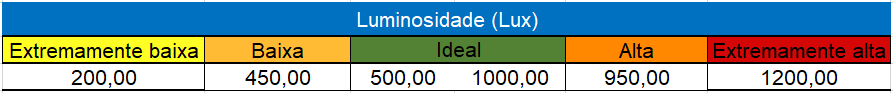 Luminosidade (Lux)
Extremamente baixa Baixa Ideal Alta Extremamente alta
200,00 450,00 500,00 1000,00 950,00 1200,00